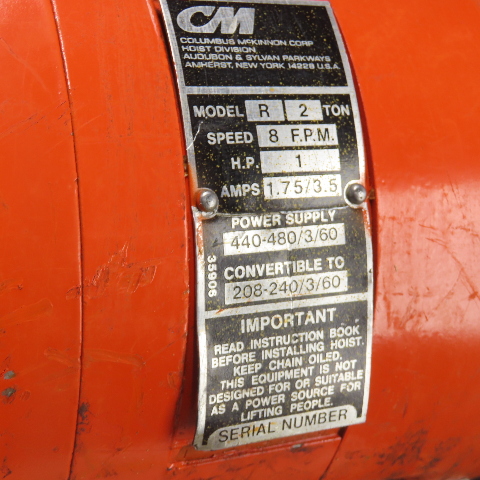 CM
COLUMBUS McKINNON CORP
HOIST DIVISION
AUDUBON & SYLVAN PARKWAYS
AMHERST, NEW YORK 14228 U.S.A.
MODEL R 2 TON
SPEED 8 F.P.M.
H.P. 1
AMPS 1.75/3.5
POWER SUPPLY
440-480/3/60
CONVERTIBLE TO
208-240/3/60
35906
IMPORTANT
READ INSTRUCTION BOOK
BEFORE INSTALLING HOIST.
KEEP CHAIN OILED.
THIS EQUIPMENT IS NOT
DESIGNED FOR OR SUITABLE
AS A POWER SOURCE FOR
LIFTING PEOPLE.
SERIAL NUMBER